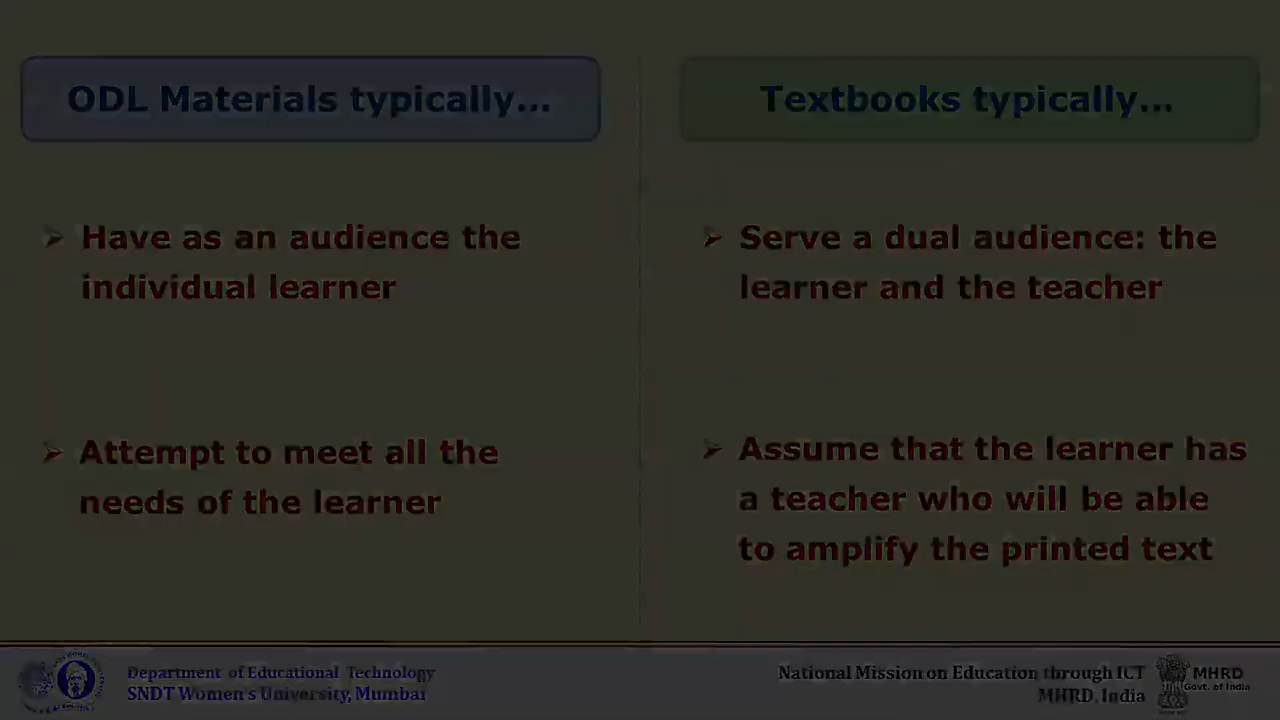 ODL Materials typically...
Have as an audience the
individual learner
Attempt to meet all the
needs of the learner
Textbooks typically...
Serve a dual audience: the
learner and the teacher
Assume that the learner has
a teacher who will be able
to amplify the printed text
Department of Educational Technology
SNDT Women's University, Mumbai
National Mission on Education through ICT
MHRD, India
MHRD
Govt. of India